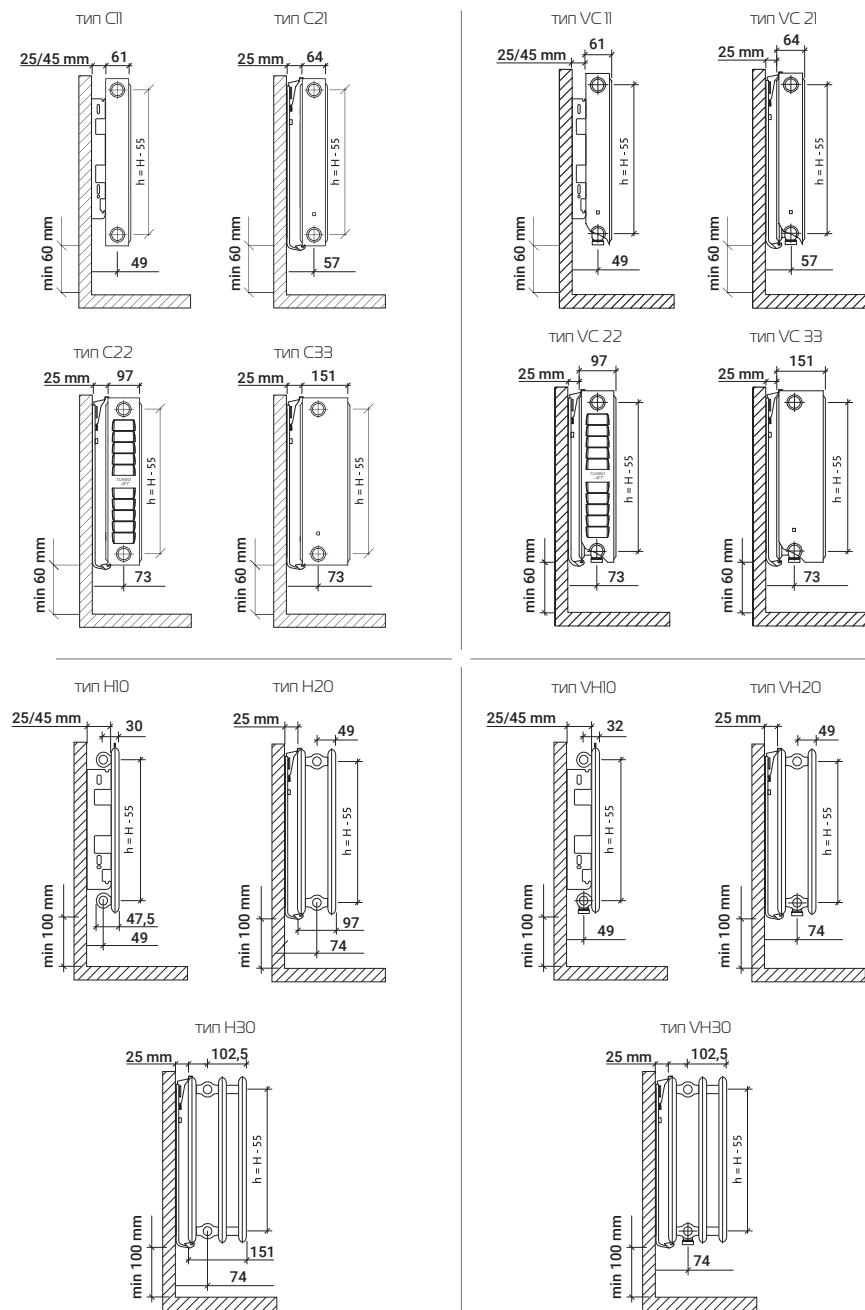 тип C11
25/45 mm 61
h = H - 55
min 60 mm
49
тип C21
25 mm 64
h = H - 55
min 60 mm
57
тип VC 11
25/45 mm 61
h = H - 55
min 60 mm
49
тип VC 21
25 mm 64
h = H - 55
min 60 mm
57
тип C22
25 mm 97
TURBO
JET
h = H - 55
min 60 mm
73
тип C33
25 mm 151
h = H - 55
min 60 mm
73
тип VC 22
25 mm 97
TURBO
JET
h = H - 55
min 60 mm
73
тип VC 33
25 mm 151
h = H - 55
min 60 mm
73
тип H10
25/45 mm 30
h = H - 55
min 100 mm
47,5
49
тип H20
25 mm 49
h = H - 55
min 100 mm
97
74
тип VH10
25/45 mm 32
h = H - 55
min 100 mm
49
тип VH20
25 mm 49
h = H - 55
min 100 mm
74
тип H30
25 mm 102,5
h = H - 55
min 100 mm
151
74
тип VH30
25 mm 102,5
h = H - 55
min 100 mm
74